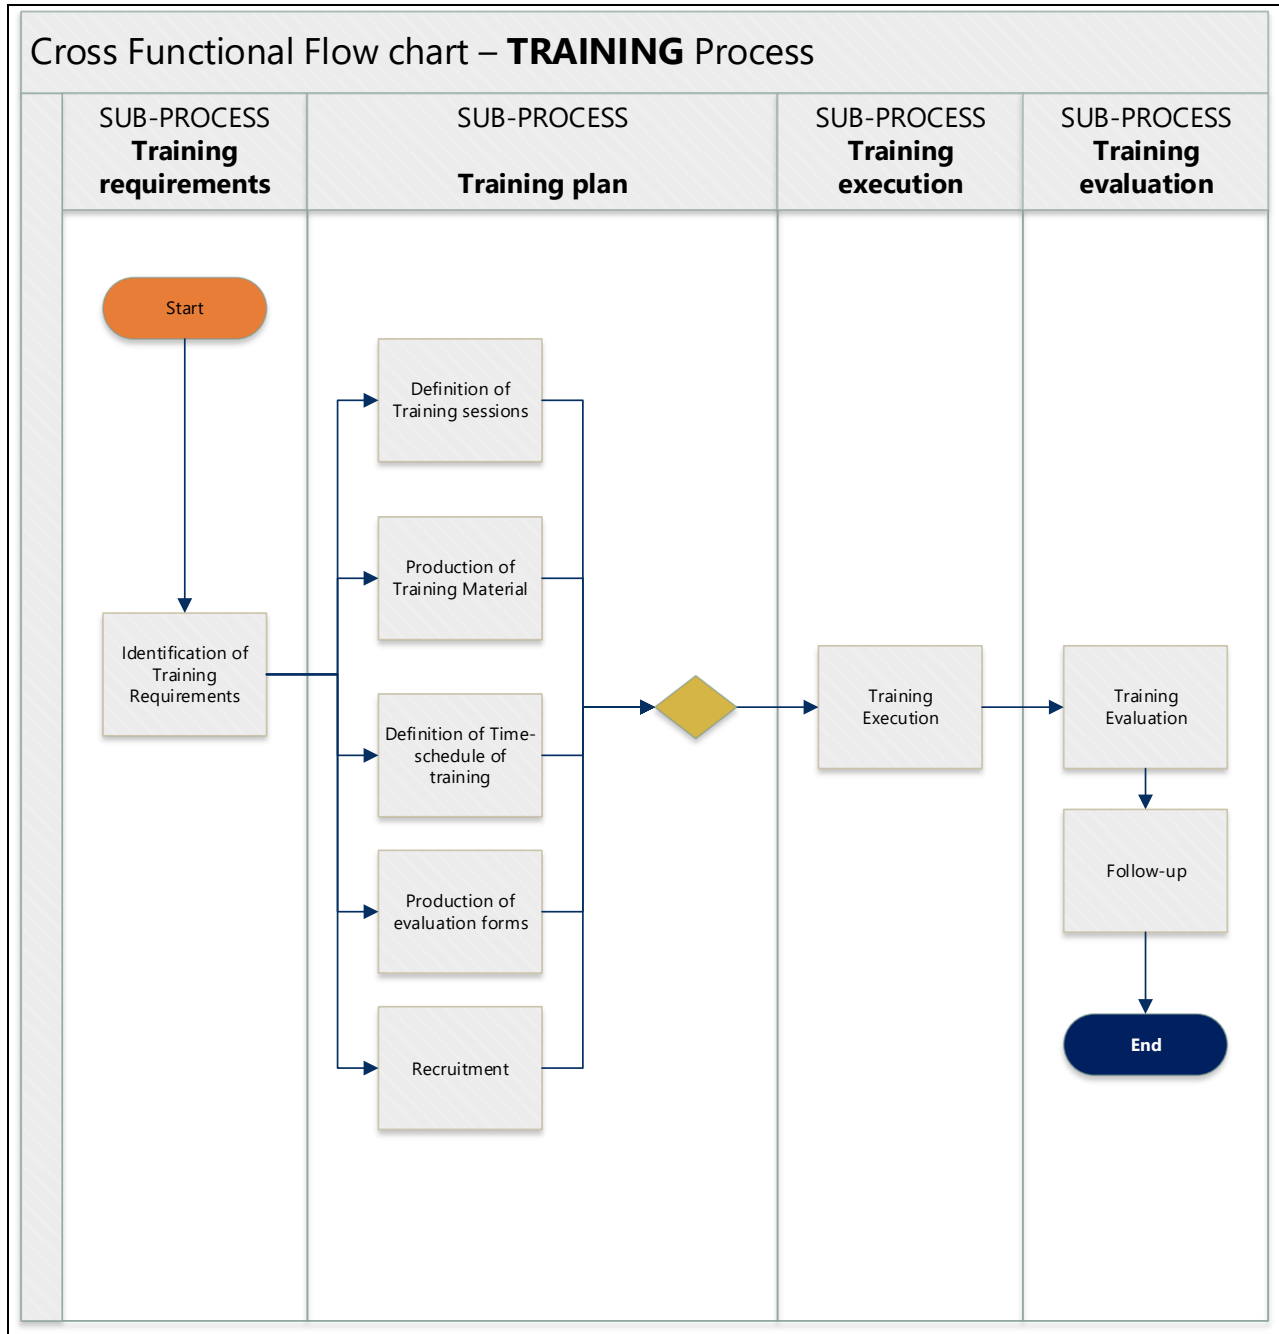 Cross Functional Flow chart – TRAINING Process
SUB-PROCESS
Training
requirements
SUB-PROCESS
Training plan
SUB-PROCESS
Training
execution
SUB-PROCESS
Training
evaluation
Start
Identification of
Training
Requirements
Definition of
Training sessions
Production of
Training Material
Definition of Time-
schedule of
training
Production of
evaluation forms
Recruitment
Training
Execution
Training
Evaluation
Follow-up
End